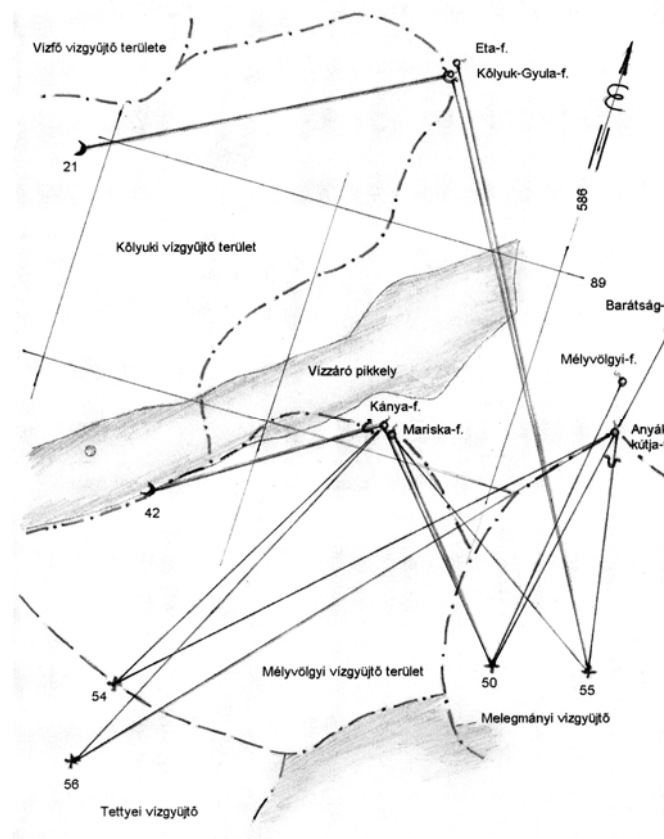 Vízfő vízgyűjtő területe
Eta-f.
Kőlyuk-Gyula-f.
21
586
Kőlyuki vízgyűjtő terület
89
Barátság-
Vízzáró pikkely
Mélyvölgyi-f.
Kánya-f.
Mariska-f.
Anyák
kútja-f
42
54
Mélyvölgyi vízgyűjtő terület
50
55
Melegmányi vízgyűjtő
56
Tettyei vízgyűjtő